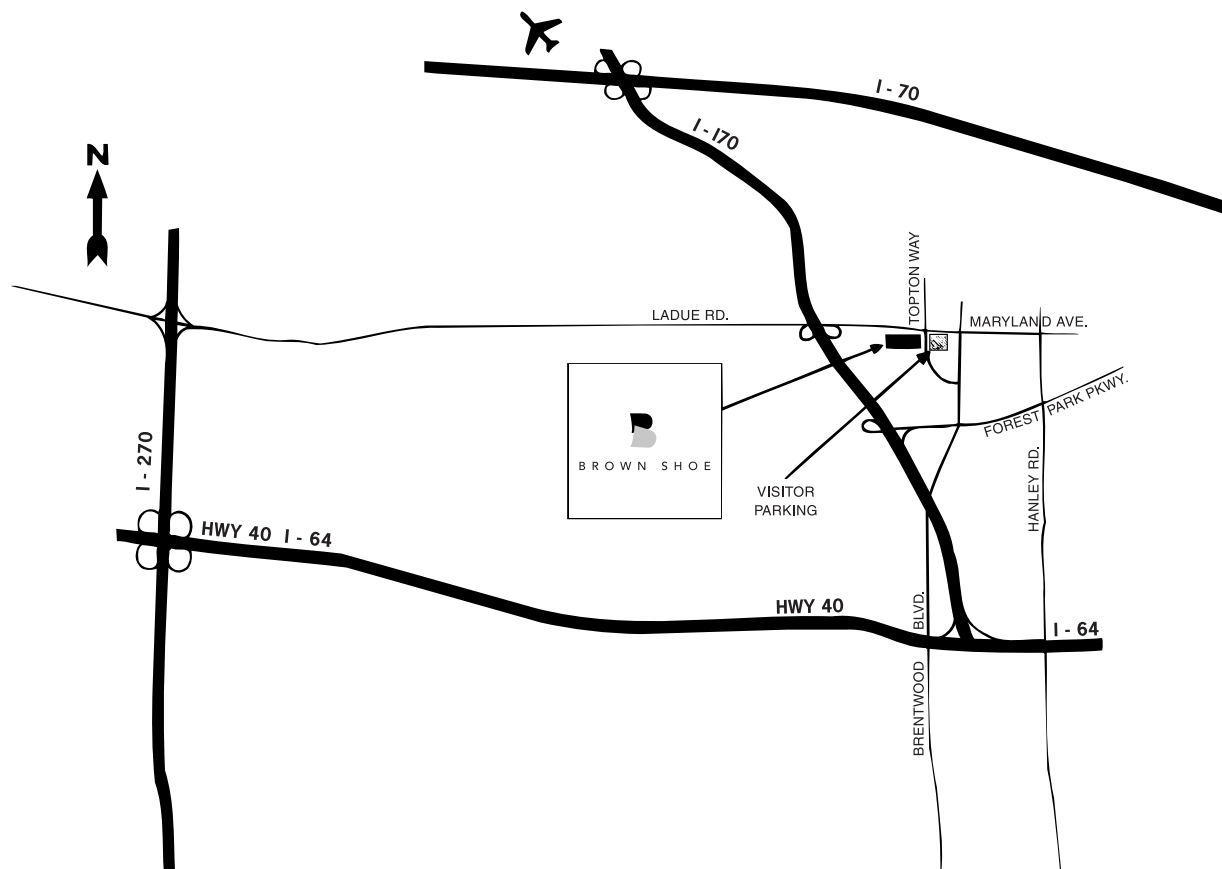 I - 70
I - I70
N
TOPTON WAY
LADUE RD.
MARYLAND AVE.
BROWN SHOE
FOREST PARK PKWY.
I - 270
VISITOR
PARKING
HANLEY RD.
HWY 40 I - 64
HWY 40
BRENTWOOD BLVD.
I - 64